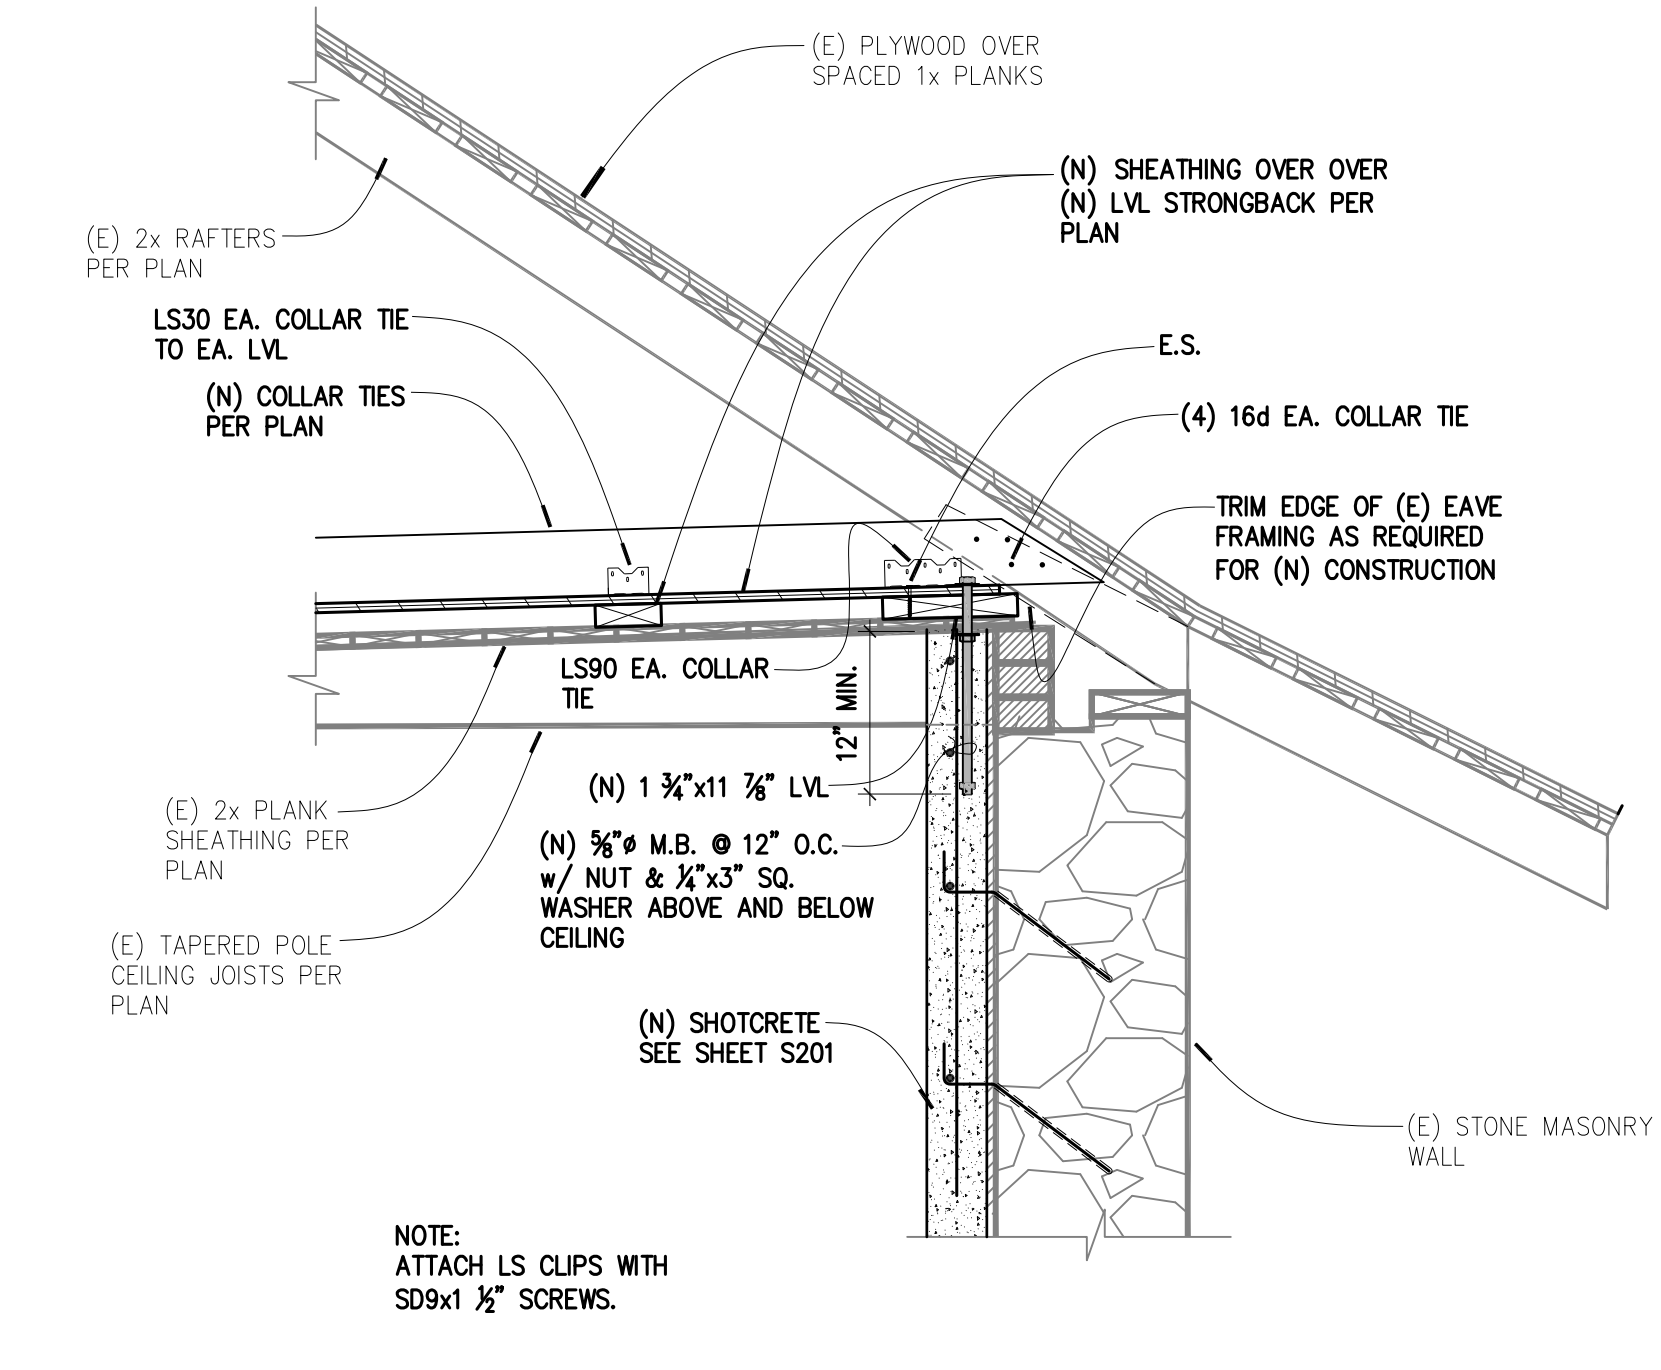 (E) PLYWOOD OVER
SPACED 1x PLANKS
(N) SHEATHING OVER OVER
(N) LVL STRONGBACK PER
PLAN
(E) 2x RAFTERS
PER PLAN
LS30 EA. COLLAR TIE
TO EA. LVL
E.S.
(N) COLLAR TIES
PER PLAN
(4) 16d EA. COLLAR TIE
TRIM EDGE OF (E) EAVE
FRAMING AS REQUIRED
FOR (N) CONSTRUCTION
LS90 EA. COLLAR
TIE
12" MIN.
(N) 1 ¾"x11 ⅞" LVL
(E) 2x PLANK
SHEATHING PER
PLAN
(N) ⅝"ø M.B. @ 12" O.C.
w/ NUT & ¼"x3" SQ.
WASHER ABOVE AND BELOW
CEILING
(E) TAPERED POLE
CEILING JOISTS PER
PLAN
(N) SHOTCRETE
SEE SHEET S201
(E) STONE MASONRY
WALL
NOTE:
ATTACH LS CLIPS WITH
SD9x1 ½" SCREWS.